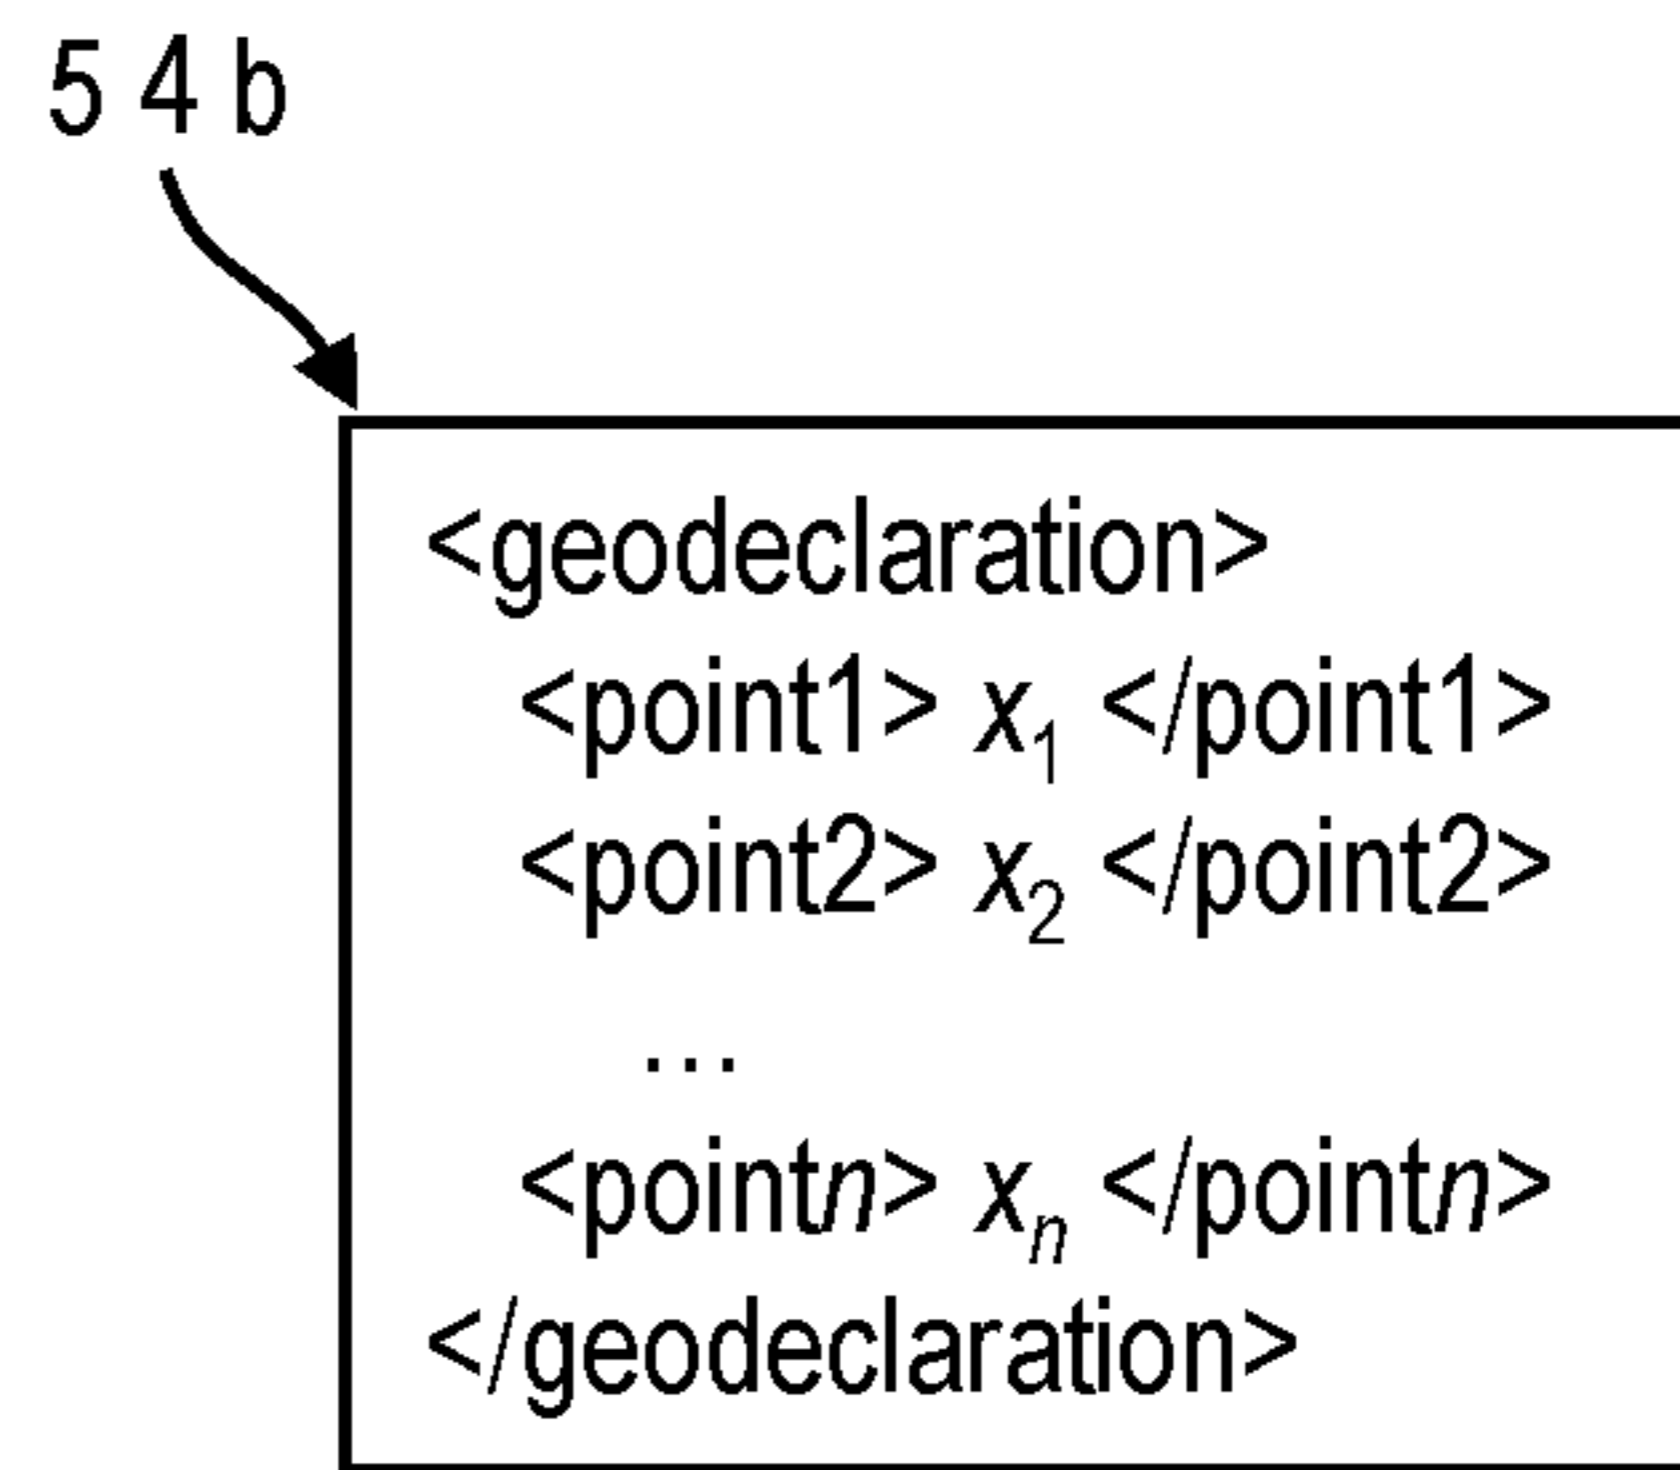 5 4 b
<geodeclaration>
<point1> x₁ </point1>
<point2> x₂ </point2>
...
<pointn> xₙ </pointn>
</geodeclaration>